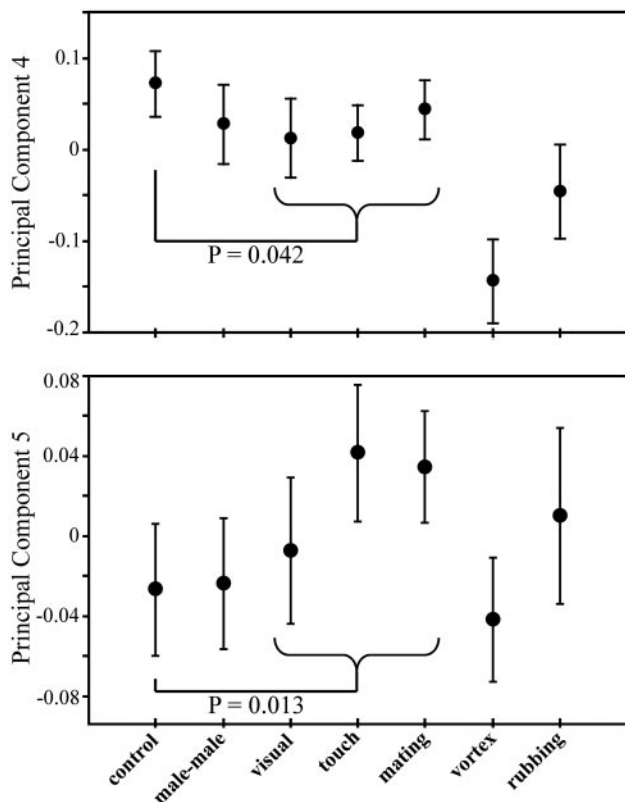 Principal Component 4
0.1
0
-0.1
-0.2
P = 0.042
Principal Component 5
0.08
0.04
0
-0.04
-0.08
P = 0.013
control
male-male
visual
touch
mating
vortex
rubbing